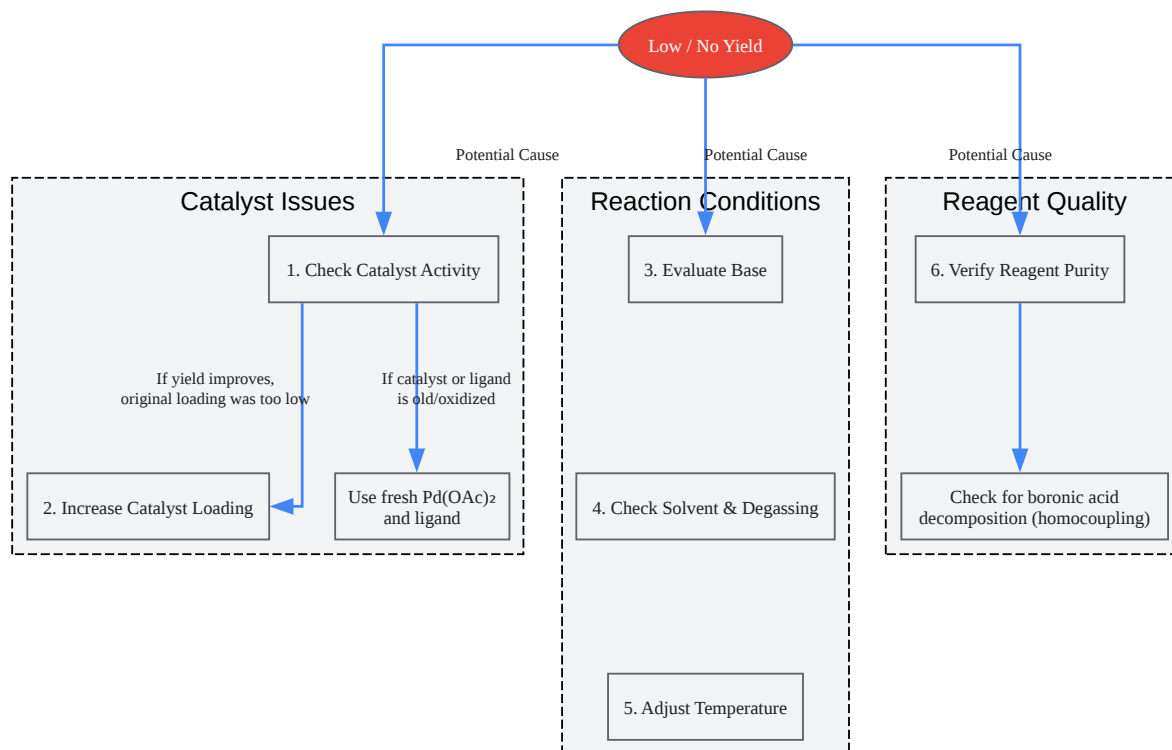 Low / No Yield
Potential Cause
Potential Cause
Potential Cause
Catalyst Issues
Reaction Conditions
Reagent Quality
1. Check Catalyst Activity
3. Evaluate Base
6. Verify Reagent Purity
If yield improves,
original loading was too low
If catalyst or ligand
is old/oxidized
2. Increase Catalyst Loading
Use fresh Pd(OAc)₂
and ligand
4. Check Solvent & Degassing
Check for boronic acid
decomposition (homocoupling)
5. Adjust Temperature